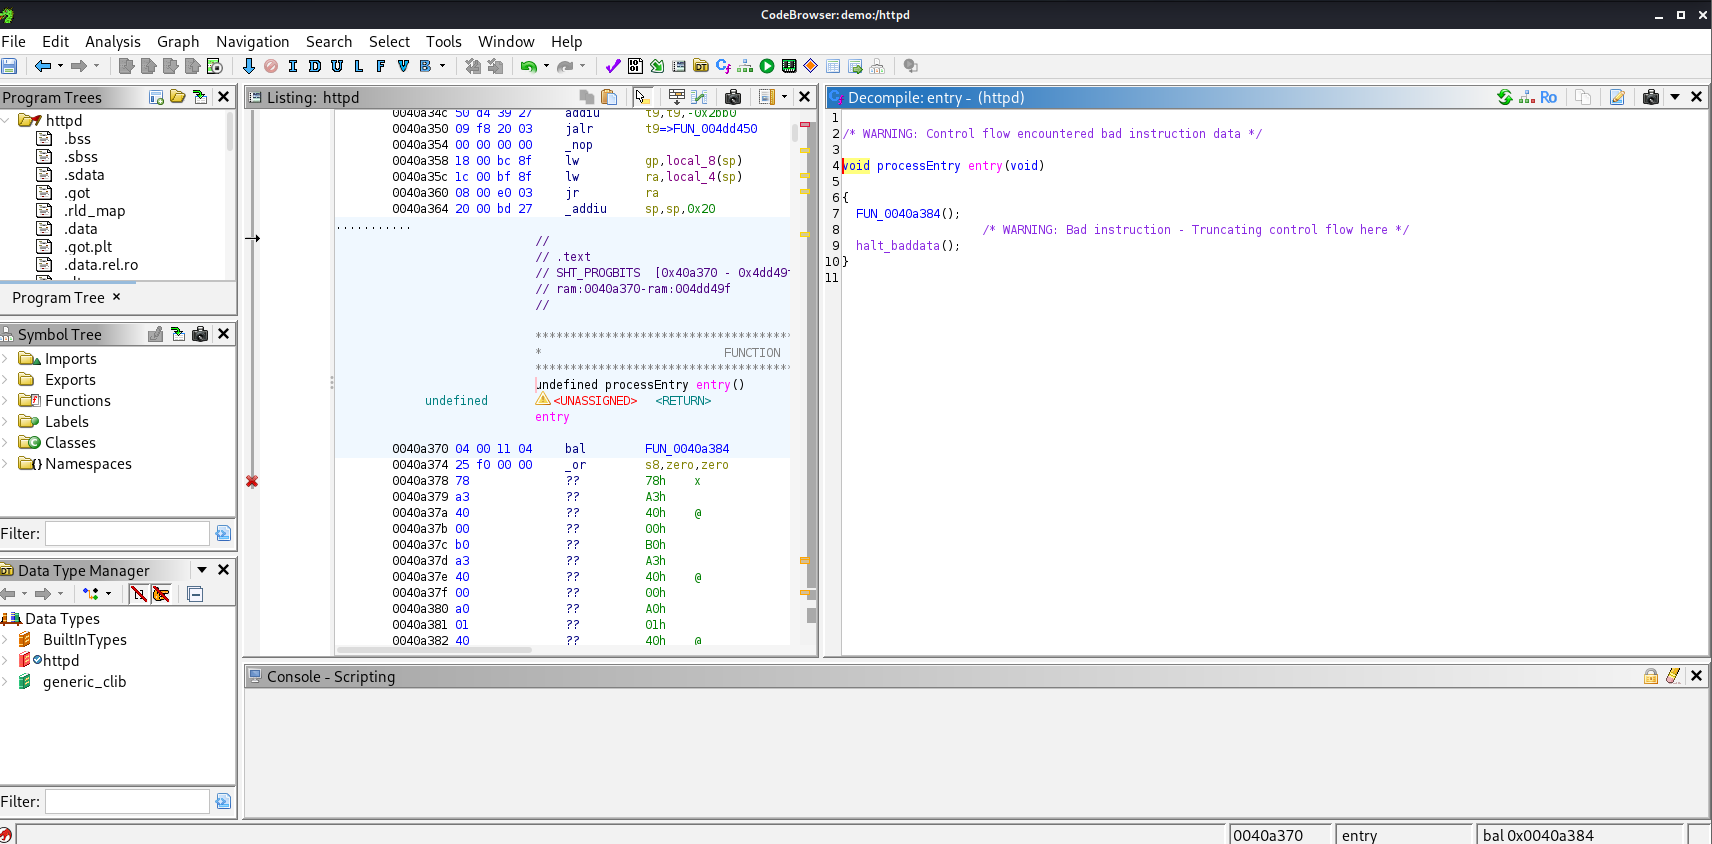 CodeBrowser: demo:/httpd
File Edit Analysis Graph Navigation Search Select Tools Window Help
I D U L F V B
Program Trees
httpd
.bss
.sbss
.sdata
.got
.rld_map
.data
.got.plt
.data.rel.ro
Program Tree ×
Symbol Tree
Imports
Exports
Functions
Labels
Classes
Namespaces
Filter:
Data Type Manager
Data Types
BuiltInTypes
httpd
generic_clib
Filter:
Listing: httpd
0040a34c 50 d4 39 27 addiu t9,t9,-0x2bb0
0040a350 09 f8 20 03 jalr t9=>FUN_004dd450
0040a354 00 00 00 00 _nop
0040a358 18 00 bc 8f lw gp,local_8(sp)
0040a35c 1c 00 bf 8f lw ra,local_4(sp)
0040a360 08 00 e0 03 jr ra
0040a364 20 00 bd 27 _addiu sp,sp,0x20
//
// .text
// SHT_PROGBITS [0x40a370 - 0x4dd49f
// ram:0040a370-ram:004dd49f
//
* FUNCTION
undefined processEntry entry()
undefined <UNASSIGNED> <RETURN>
entry
0040a370 04 00 11 04 bal FUN_0040a384
0040a374 25 f0 00 00 _or s8,zero,zero
0040a378 78 ?? 78h x
0040a379 a3 ?? A3h
0040a37a 40 ?? 40h @
0040a37b 00 ?? 00h
0040a37c b0 ?? B0h
0040a37d a3 ?? A3h
0040a37e 40 ?? 40h @
0040a37f 00 ?? 00h
0040a380 a0 ?? A0h
0040a381 01 ?? 01h
0040a382 40 ?? 40h @
Decompile: entry - (httpd)
Ro
1
2 /* WARNING: Control flow encountered bad instruction data */
3
4 void processEntry entry(void)
5
6 {
7 FUN_0040a384();
8 /* WARNING: Bad instruction - Truncating control flow here */
9 halt_baddata();
10 }
11
Console - Scripting
0040a370 entry bal 0x0040a384